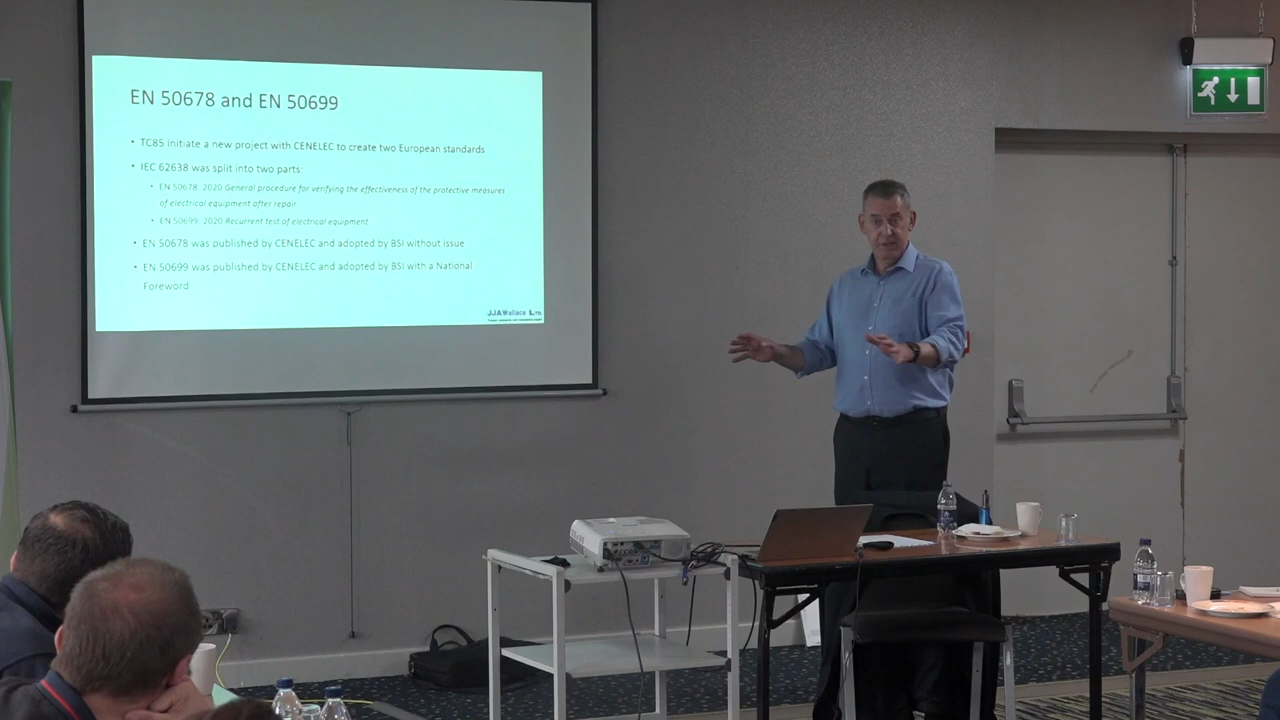 EN 50678 and EN 50699
• TC85 initiate a new project with CENELEC to create two European standards
• IEC 62638 was split into two parts:
• EN 50678: 2020 General procedure for verifying the effectiveness of the protective measures
of electrical equipment after repair
• EN 50699: 2020 Recurrent test of electrical equipment
• EN 50678 was published by CENELEC and adopted by BSI without issue
• EN 50699 was published by CENELEC and adopted by BSI with a National
Foreword
JJAWallace LTD.